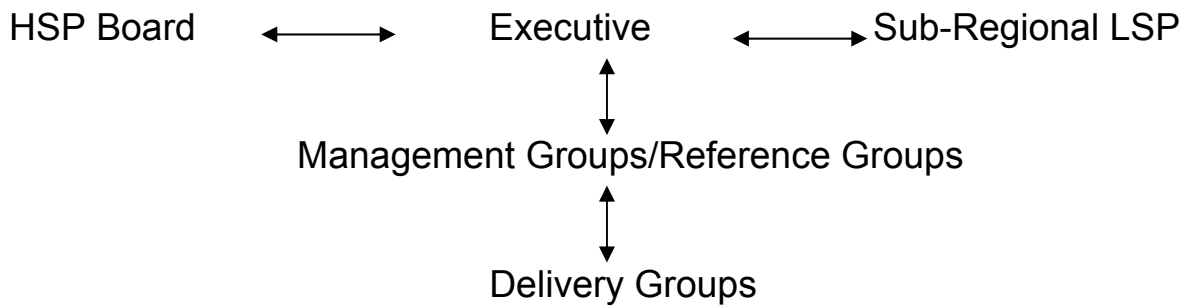 HSP Board Executive Sub-Regional LSP
Management Groups/Reference Groups
Delivery Groups